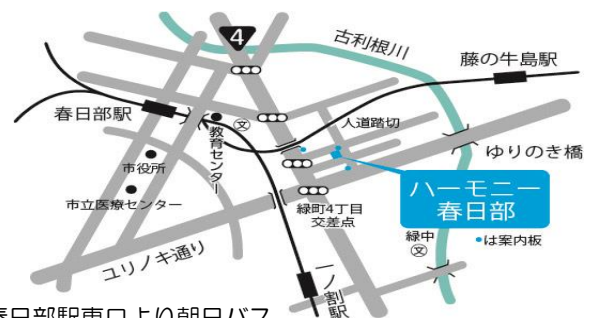 4
古利根川
藤の牛島駅
春日部駅
文
教育センター
人道踏切
ゆりのき橋
市役所
ハーモニー
春日部
市立医療センター
緑町4丁目
交差点
緑中
文
は案内板
ユリノキ通り
一ノ割駅
春日部駅東口より朝日バス